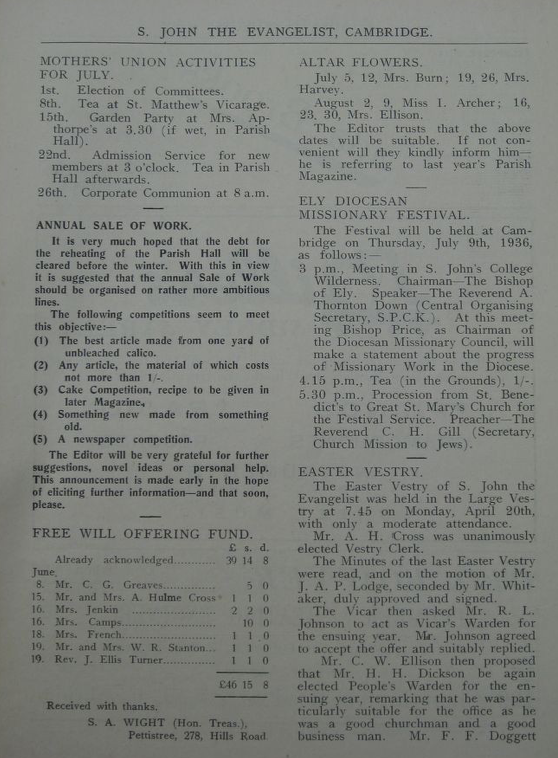 S. JOHN THE EVANGELIST, CAMBRIDGE.
MOTHERS' UNION ACTIVITIES
FOR JULY.
1st. Election of Committees.
8th. Tea at St. Matthew's Vicarage.
15th. Garden Party at Mrs. Ap-
thorpe's at 3.30 (if wet, in Parish
Hall).
22nd. Admission Service for new
members at 3 o'clock. Tea in Parish
Hall afterwards.
26th. Corporate Communion at 8 a.m.
ANNUAL SALE OF WORK.
It is very much hoped that the debt for
the reheating of the Parish Hall will be
cleared before the winter. With this in view
it is suggested that the annual Sale of Work
should be organised on rather more ambitious
lines.
The following competitions seem to meet
this objective:—
(1) The best article made from one yard of
unbleached calico.
(2) Any article, the material of which costs
not more than 1/-.
(3) Cake Competition, recipe to be given in
later Magazine.
(4) Something new made from something
old.
(5) A newspaper competition.
The Editor will be very grateful for further
suggestions, novel ideas or personal help.
This announcement is made early in the hope
of eliciting further information—and that soon,
please.
FREE WILL OFFERING FUND.
£ s. d.
Already acknowledged............ 39 14 8
June.
8. Mr. C. G. Greaves............... 5 0
15. Mr. and Mrs. A. Hulme Cross 1 1 0
16. Mrs. Jenkin ..................... 2 2 0
16. Mrs. Camps........................ 10 0
18. Mrs. French....................... 1 1 0
19. Mr. and Mrs. W. R. Stanton... 1 1 0
19. Rev. J. Ellis Turner............... 1 1 0
£46 15 8
Received with thanks.
S. A. WIGHT (Hon. Treas.),
Pettistree, 278, Hills Road
ALTAR FLOWERS.
July 5, 12, Mrs. Burn; 19, 26, Mrs.
Harvey.
August 2, 9, Miss I. Archer; 16,
23, 30, Mrs. Ellison.
The Editor trusts that the above
dates will be suitable. If not con-
venient will they kindly inform him—
he is referring to last year's Parish
Magazine.
ELY DIOCESAN
MISSIONARY FESTIVAL.
The Festival will be held at Cam-
bridge on Thursday, July 9th, 1936,
as follows:—
3 p.m., Meeting in S. John's College
Wilderness. Chairman—The Bishop
of Ely. Speaker—The Reverend A.
Thornton Down (Central Organising
Secretary, S.P.C.K.). At this meet-
ing Bishop Price, as Chairman of
the Diocesan Missionary Council, will
make a statement about the progress
of Missionary Work in the Diocese.
4.15 p.m., Tea (in the Grounds), 1/-.
5.30 p.m., Procession from St. Bene-
dict's to Great St. Mary's Church for
the Festival Service. Preacher—The
Reverend C. H. Gill (Secretary,
Church Mission to Jews).
EASTER VESTRY.
The Easter Vestry of S. John the
Evangelist was held in the Large Ves-
try at 7.45 on Monday, April 20th,
with only a moderate attendance.
Mr. A. H. Cross was unanimously
elected Vestry Clerk.
The Minutes of the last Easter Vestry
were read, and on the motion of Mr.
J. A. P. Lodge, seconded by Mr. Whit-
aker, duly approved and signed.
The Vicar then asked Mr. R. L.
Johnson to act as Vicar's Warden for
the ensuing year. Mr. Johnson agreed
to accept the offer and suitably replied.
Mr. C. W. Ellison then proposed
that Mr. H. H. Dickson be again
elected People's Warden for the en-
suing year, remarking that he was par-
ticularly suitable for the office as he
was a good churchman and a good
business man. Mr. F. F. Doggett